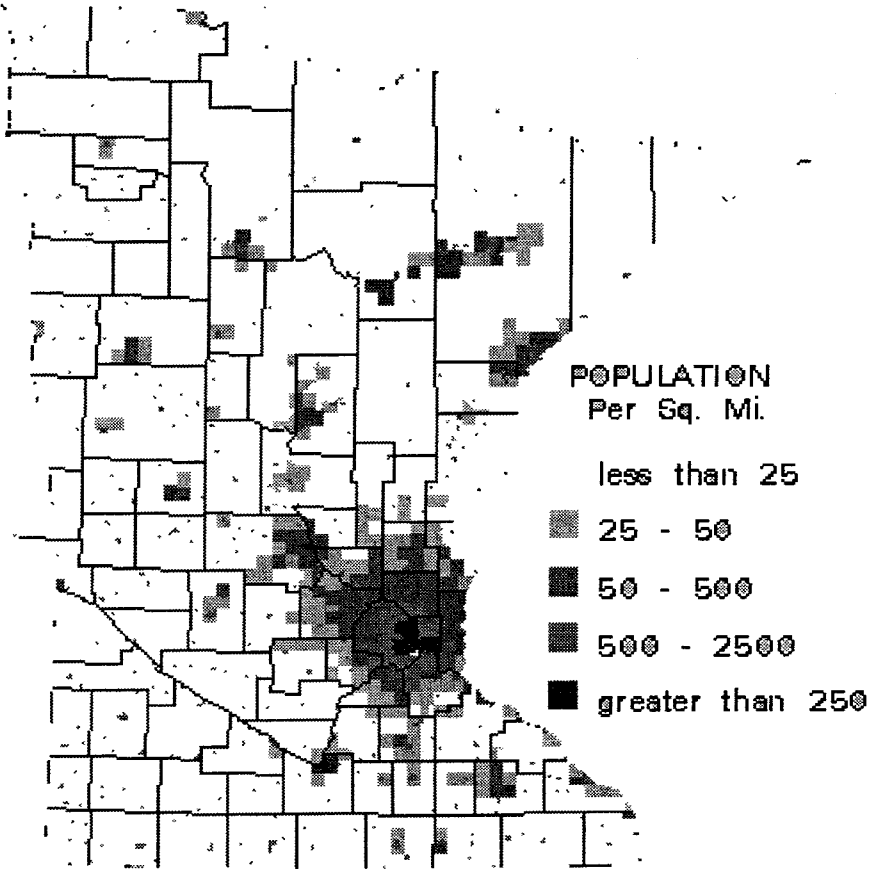 POPULATION
Per Sq. Mi.
less than 25
25 - 50
50 - 500
500 - 2500
greater than 250